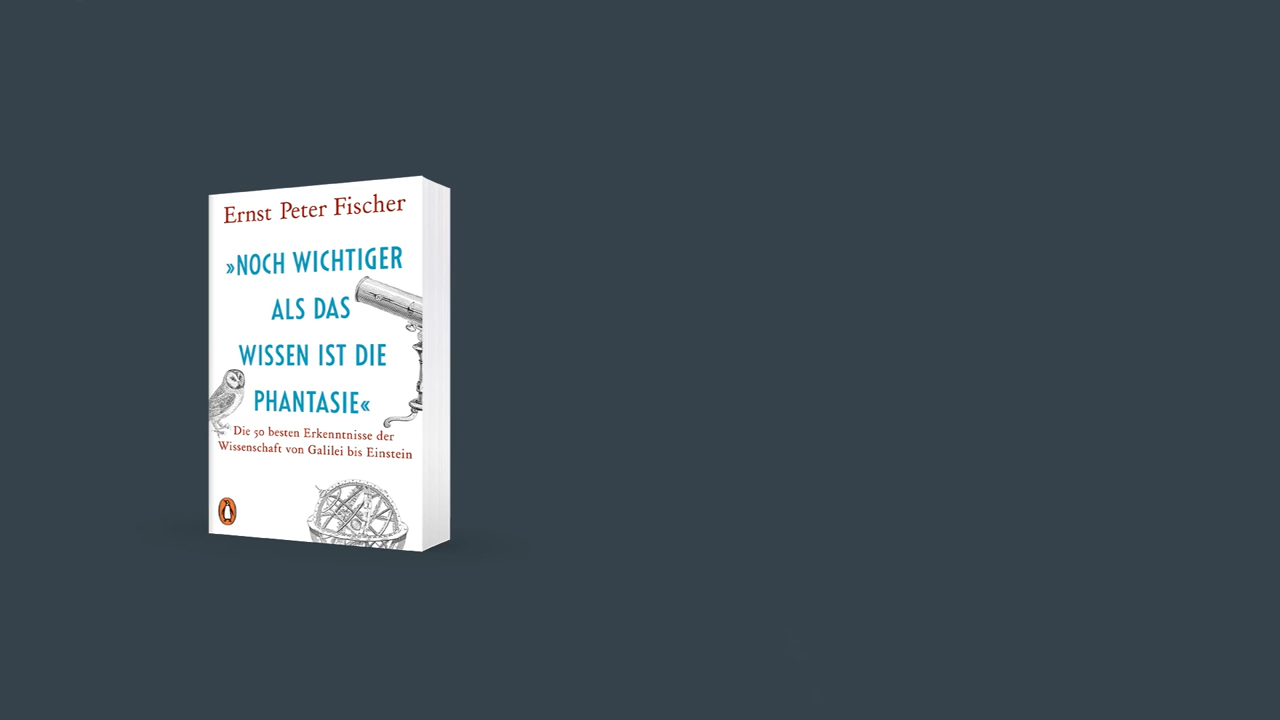 Ernst Peter Fischer
»NOCH WICHTIGER
ALS DAS
WISSEN IST DIE
PHANTASIE«
Die 50 besten Erkenntnisse der
Wissenschaft von Galilei bis Einstein